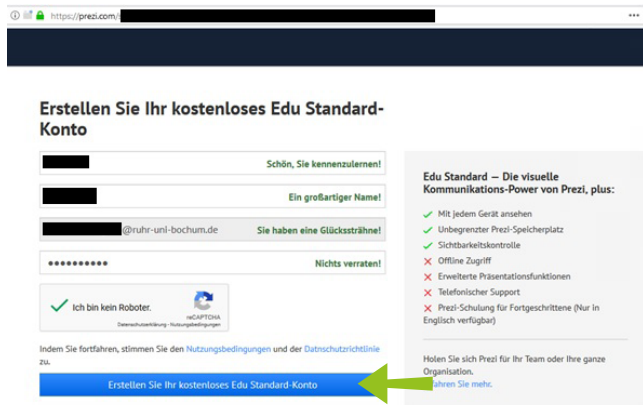 https://prezi.com/
Erstellen Sie Ihr kostenloses Edu Standard-
Konto
Schön, Sie kennenzulernen!
Ein großartiger Name!
@ruhr-uni-bochum.de Sie haben eine Glückssträhne!
Nichts verraten!
Ich bin kein Roboter.
reCAPTCHA
Datenschutzerklärung - Nutzungsbedingungen
Indem Sie fortfahren, stimmen Sie den Nutzungsbedingungen und der Datnschutzrichtlinie
zu.
Erstellen Sie Ihr kostenloses Edu Standard-Konto
Edu Standard — Die visuelle
Kommunikations-Power von Prezi, plus:
Mit jedem Gerät ansehen
Unbegrenzter Prezi-Speicherplatz
Sichtbarkeitskontrolle
Offline Zugriff
Erweiterte Präsentationsfunktionen
Telefonischer Support
Prezi-Schulung für Fortgeschrittene (Nur in
Englisch verfügbar)
Holen Sie sich Prezi für Ihr Team oder Ihre ganze
Organisation.
fahren Sie mehr.